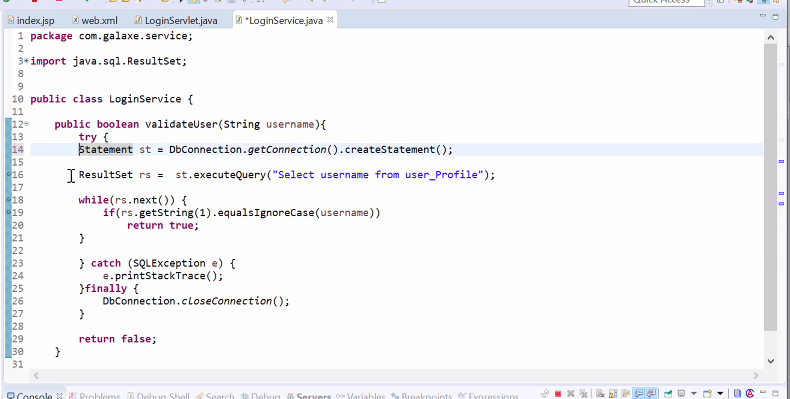 Quick Access
index.jsp web.xml LoginServlet.java *LoginService.java
1 package com.galaxe.service;
2
3 import java.sql.ResultSet;
8
9
10 public class LoginService {
11
12 public boolean validateUser(String username){
13 try {
14 Statement st = DbConnection.getConnection().createStatement();
15
16 ResultSet rs = st.executeQuery("Select username from user_Profile");
17
18 while(rs.next()) {
19 if(rs.getString(1).equalsIgnoreCase(username))
20 return true;
21 }
22
23 } catch (SQLException e) {
24 e.printStackTrace();
25 }finally {
26 DbConnection.closeConnection();
27 }
28
29 return false;
30 }
31
Console Problems Debug Shell Search Debug Servers Variables Breakpoints Expressions